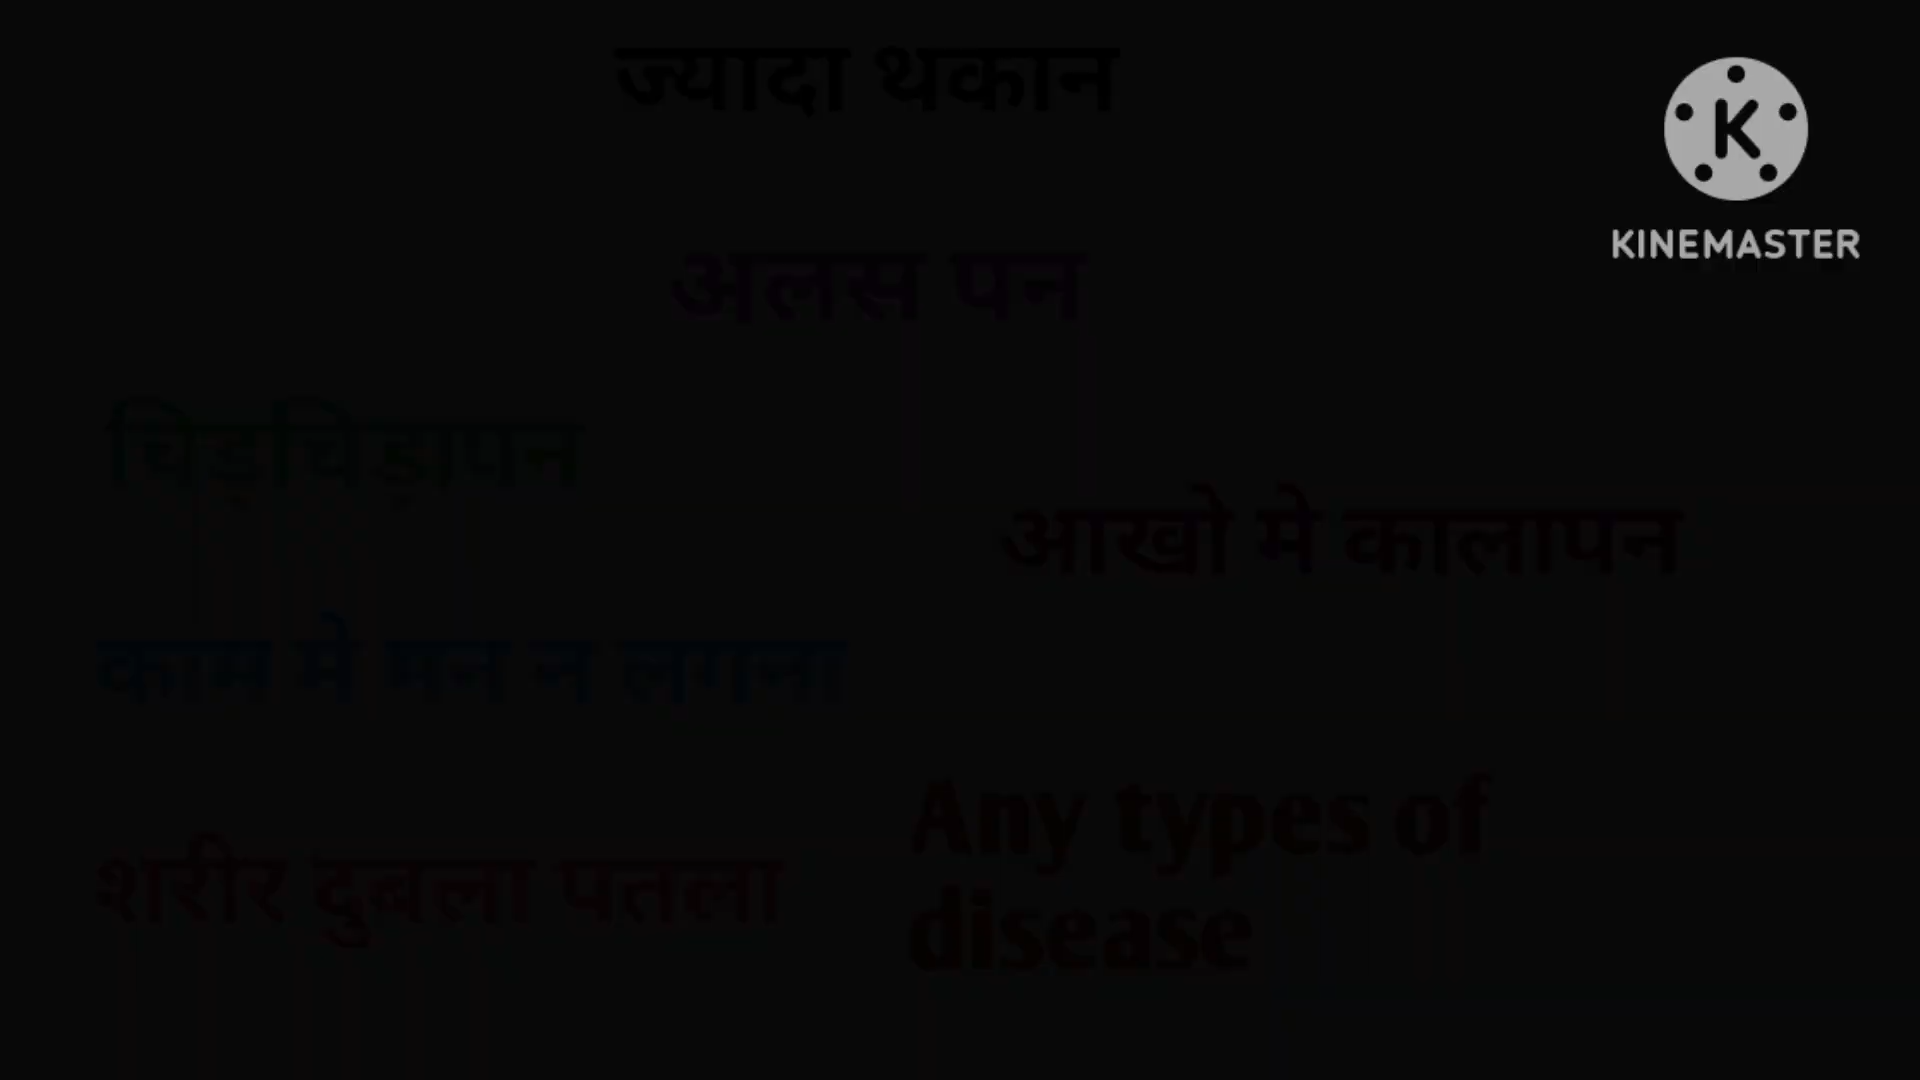 ज्यादा थकान
KINEMASTER
अलस पन
चिड़चिड़ापन
आखो मे कालापन
काम मे मन न लगना
शरीर दुबला पतला
Any types of
disease